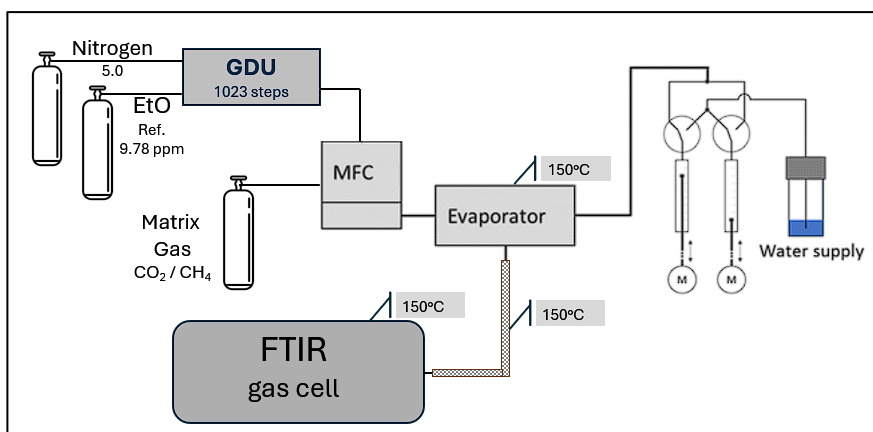 Nitrogen
5.0
GDU
1023 steps
EtO
Ref.
9.78 ppm
MFC
150ºC
Evaporator
Matrix
Gas
CO₂ / CH₄
Water supply
M
M
150ºC
150ºC
FTIR
gas cell